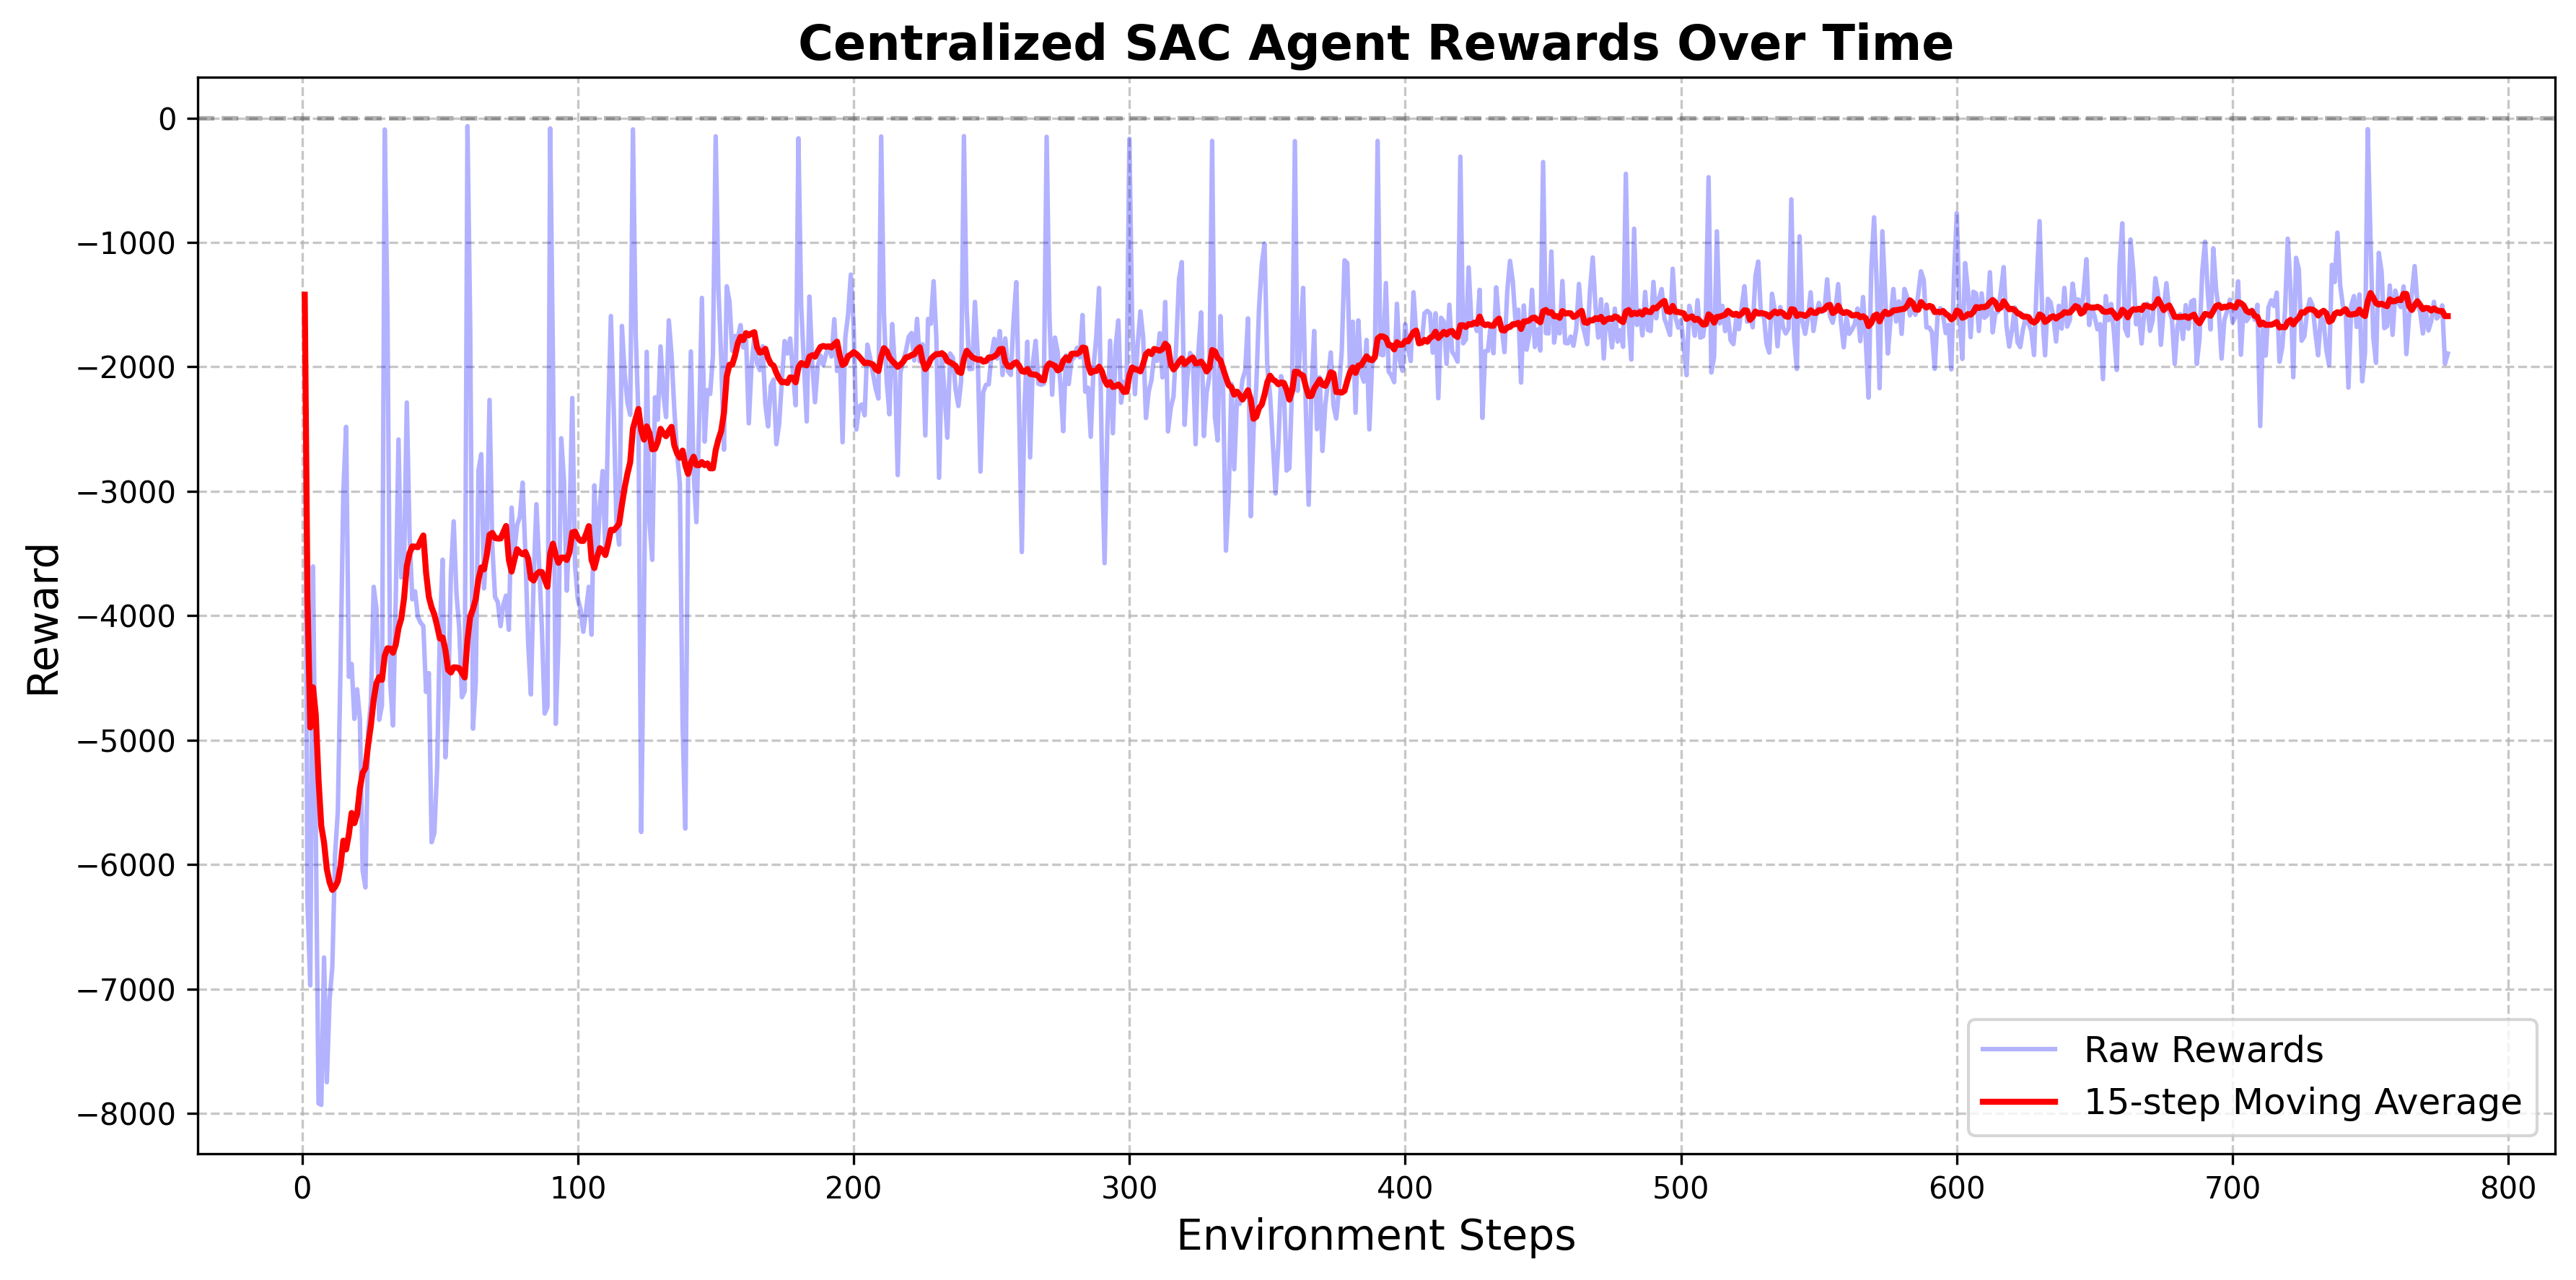 Centralized SAC Agent Rewards Over Time
0
−1000
−2000
−3000
−4000
−5000
−6000
−7000
−8000
Reward
0 100 200 300 400 500 600 700 800
Environment Steps
Raw Rewards
15-step Moving Average